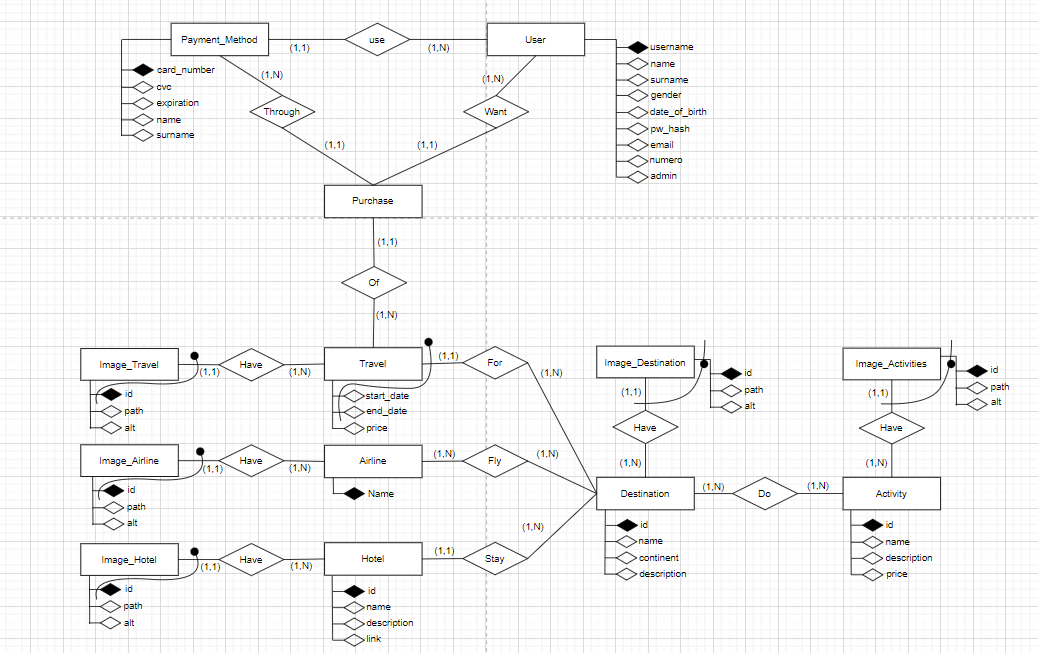 Payment_Method
(1,1)
use
(1,N)
User
username
name
surname
gender
date_of_birth
pw_hash
email
numero
admin
card_number
cvc
expiration
name
surname
(1,N)
Through
(1,1)
(1,N)
Want
(1,1)
Purchase
(1,1)
Of
(1,N)
Image_Travel
(1,1)
Have
(1,N)
Travel
(1,1)
For
(1,N)
id
path
alt
start_date
end_date
price
Image_Destination
id
path
alt
(1,1)
Have
(1,N)
Image_Activities
id
path
alt
(1,1)
Have
(1,N)
Image_Airline
(1,1)
Have
(1,N)
Airline
(1,N)
Fly
(1,N)
id
path
alt
Name
Destination
(1,N)
Do
(1,N)
Activity
id
name
continent
description
id
name
description
price
Image_Hotel
(1,1)
Have
(1,N)
Hotel
(1,1)
Stay
(1,N)
id
path
alt
id
name
description
link